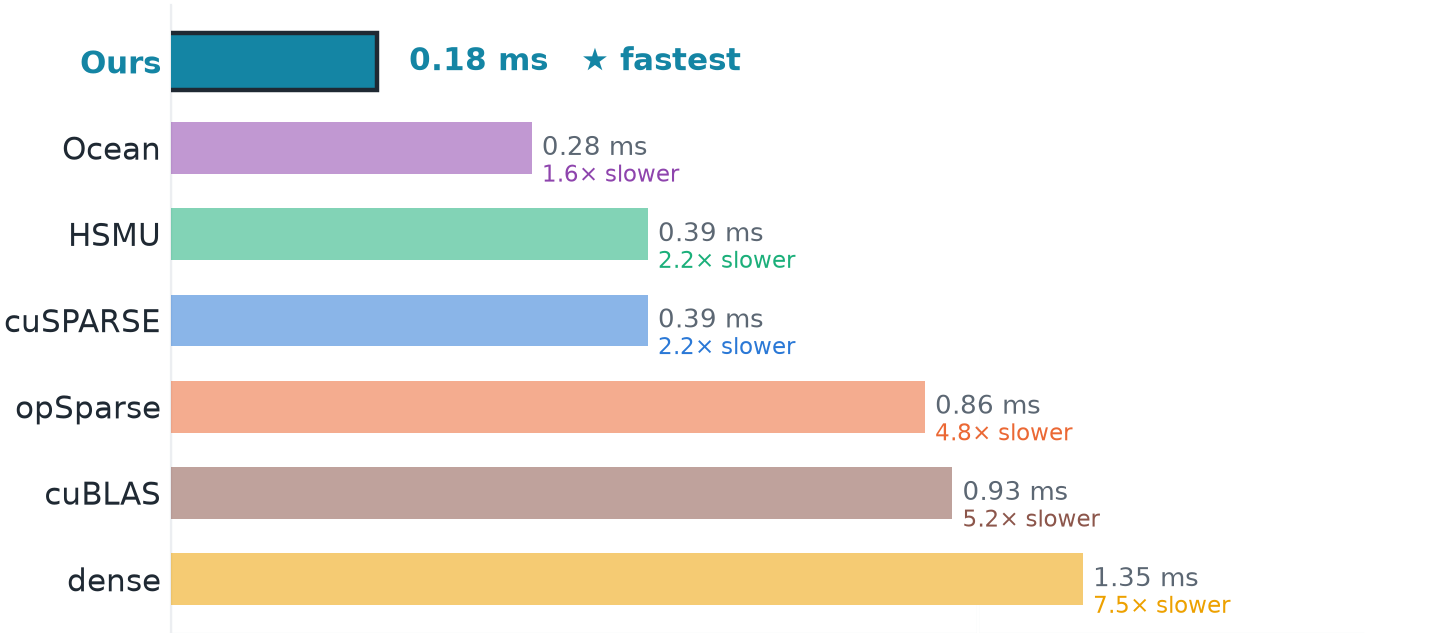 Ours 0.18 ms ★ fastest
Ocean 0.28 ms
1.6× slower
HSMU 0.39 ms
2.2× slower
cuSPARSE 0.39 ms
2.2× slower
opSparse 0.86 ms
4.8× slower
cuBLAS 0.93 ms
5.2× slower
dense 1.35 ms
7.5× slower